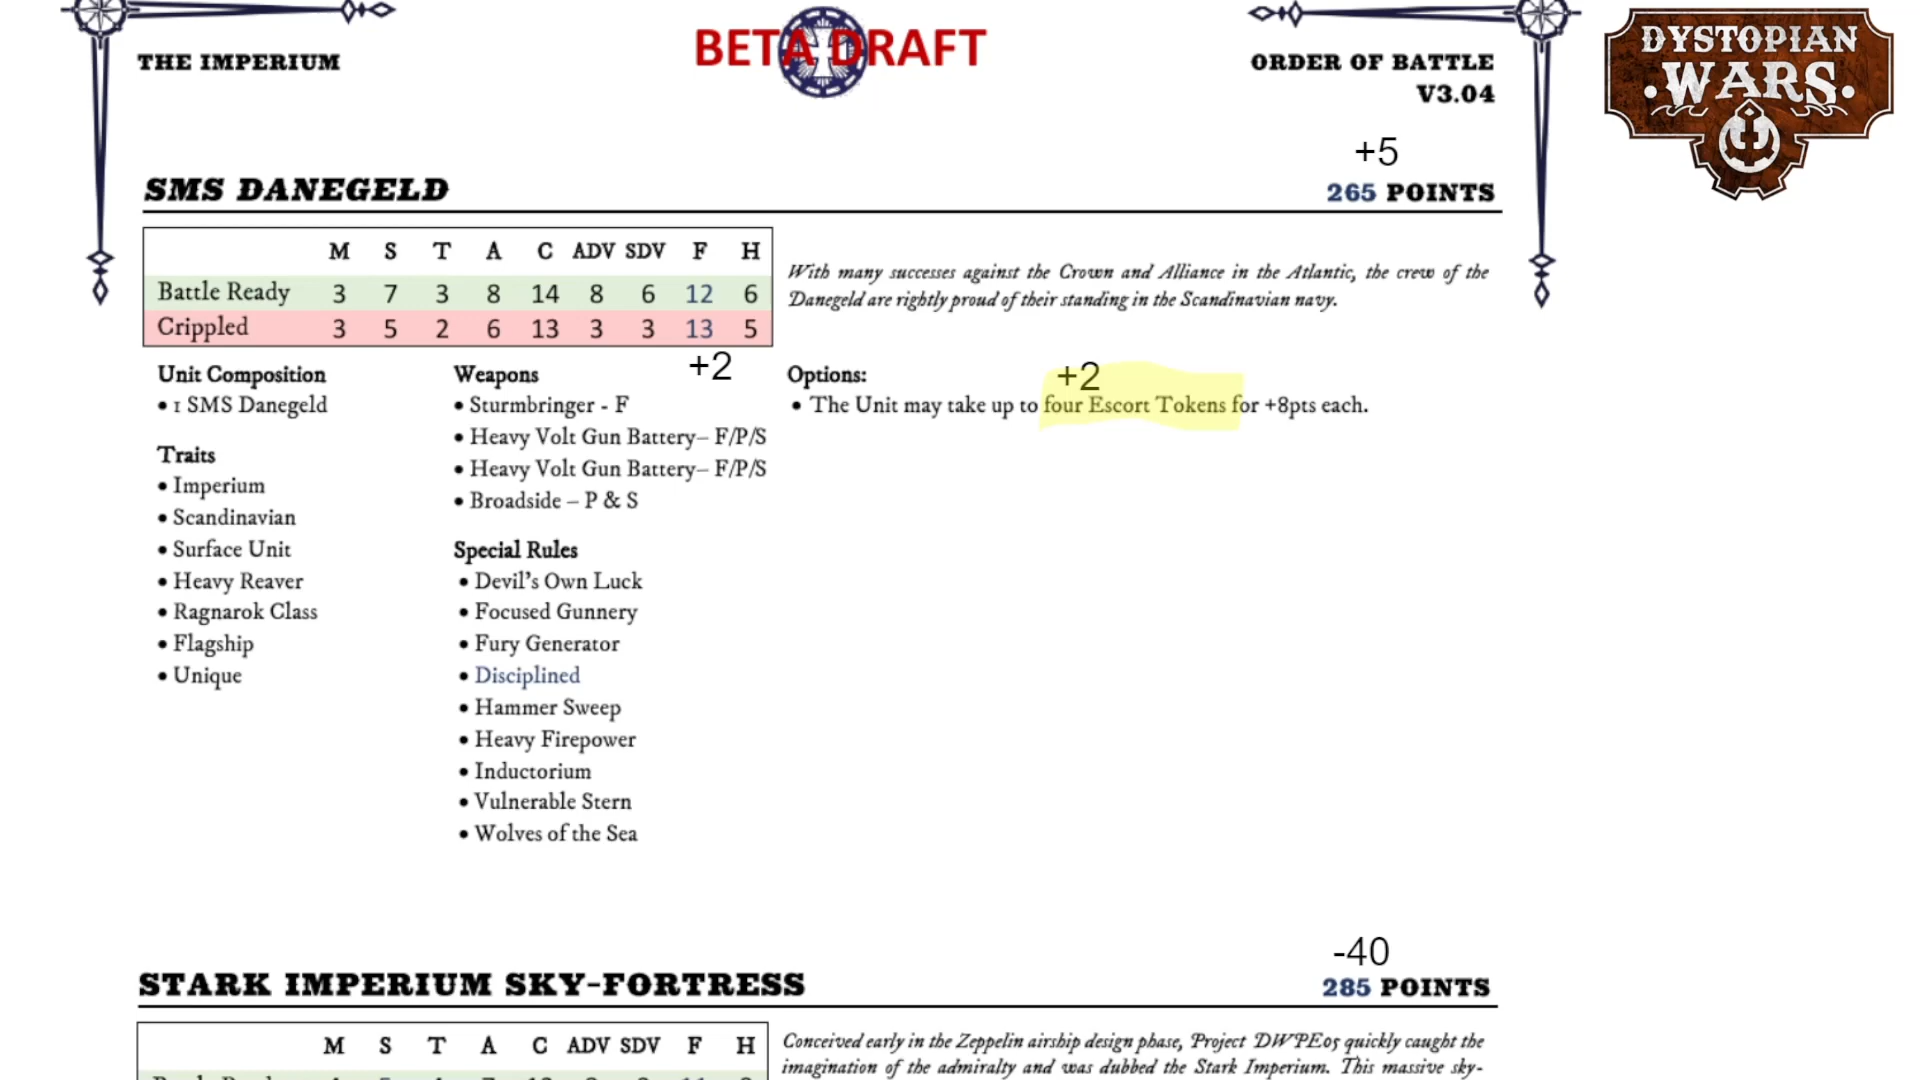 THE IMPERIUM
BETA DRAFT
ORDER OF BATTLE
V3.04
DYSTOPIAN
WARS
+5
SMS DANEGELD
265 POINTS
M S T A C ADV SDV F H
Battle Ready 3 7 3 8 14 8 6 12 6
Crippled 3 5 2 6 13 3 3 13 5
+2
With many successes against the Crown and Alliance in the Atlantic, the crew of the
Danegeld are rightly proud of their standing in the Scandinavian navy.
Unit Composition
• 1 SMS Danegeld
Traits
• Imperium
• Scandinavian
• Surface Unit
• Heavy Reaver
• Ragnarok Class
• Flagship
• Unique
Weapons
• Sturmbringer - F
• Heavy Volt Gun Battery– F/P/S
• Heavy Volt Gun Battery– F/P/S
• Broadside – P & S
Special Rules
• Devil's Own Luck
• Focused Gunnery
• Fury Generator
• Disciplined
• Hammer Sweep
• Heavy Firepower
• Inductorium
• Vulnerable Stern
• Wolves of the Sea
Options:
+2
• The Unit may take up to four Escort Tokens for +8pts each.
-40
STARK IMPERIUM SKY-FORTRESS
285 POINTS
M S T A C ADV SDV F H
Conceived early in the Zeppelin airship design phase, Project DWPE05 quickly caught the
imagination of the admiralty and was dubbed the Stark Imperium. This massive sky-